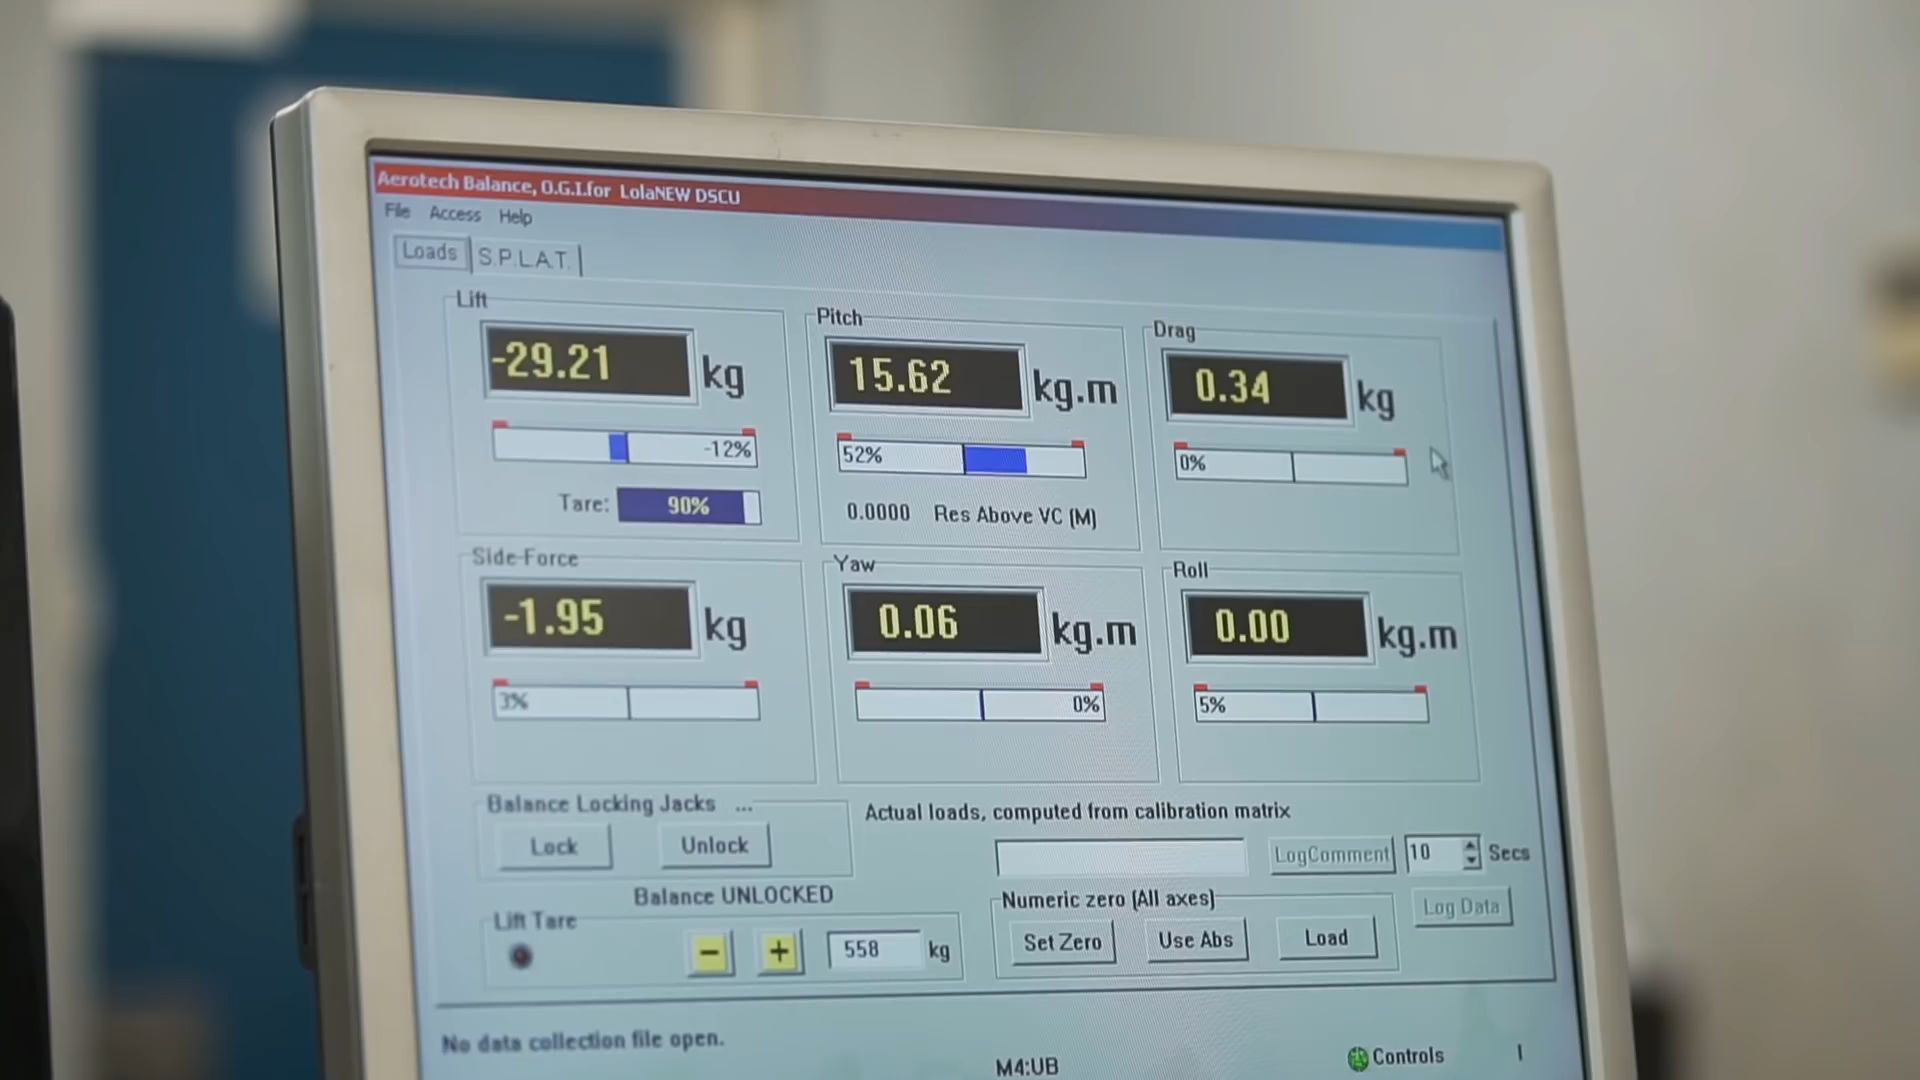 Aerotech Balance, O.G.I.for LolaNEW DSCU
File Access Help
Loads S.P.L.A.T.
Lift
-29.21 kg
-12%
Tare: 90%
Pitch
15.62 kg.m
52%
0.0000 Res Above VC (M)
Drag
0.34 kg
0%
Side Force
-1.95 kg
3%
Yaw
0.06 kg.m
0%
Roll
0.00 kg.m
5%
Balance Locking Jacks ...
Lock Unlock
Balance UNLOCKED
Lift Tare
− + 558 kg
Actual loads, computed from calibration matrix
LogComment 10 Secs
Numeric zero (All axes)
Set Zero Use Abs Load
Log Data
No data collection file open.
M4:UB
Controls